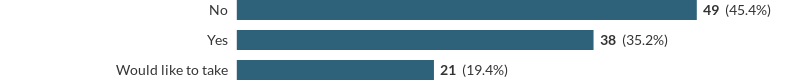 No 49 (45.4%)
Yes 38 (35.2%)
Would like to take 21 (19.4%)